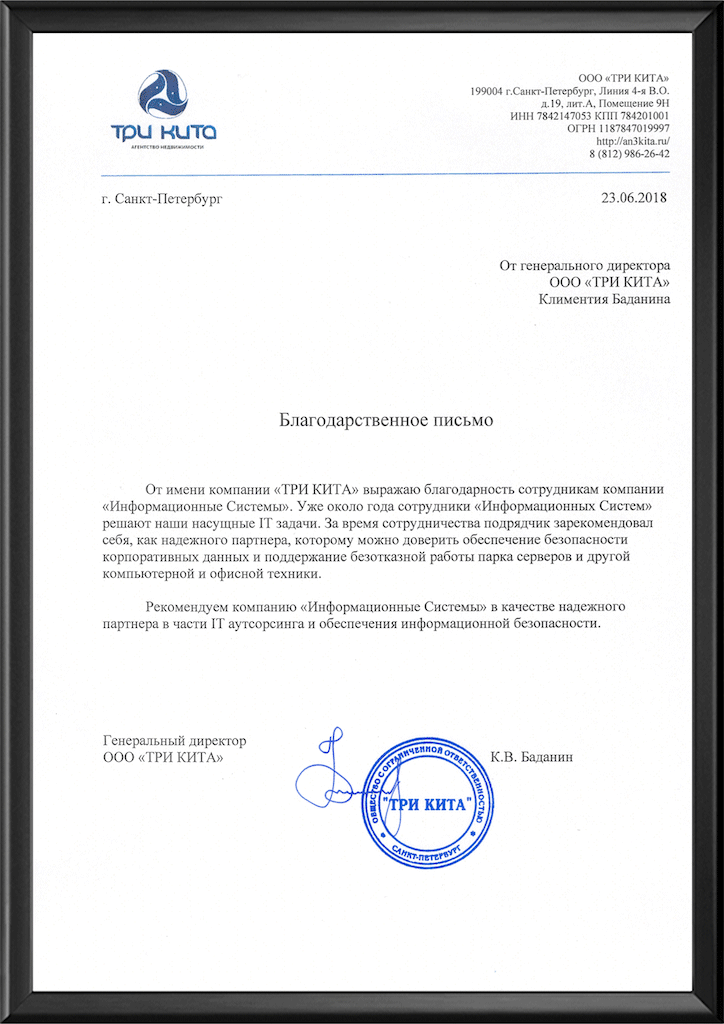 ТРИ КИТА
АГЕНТСТВО НЕДВИЖИМОСТИ
ООО «ТРИ КИТА»
199004 г.Санкт-Петербург, Линия 4-я В.О.
д.19, лит.А, Помещение 9Н
ИНН 7842147053 КПП 784201001
ОГРН 1187847019997
http://an3kita.ru/
8 (812) 986-26-42
г. Санкт-Петербург
23.06.2018
От генерального директора
ООО «ТРИ КИТА»
Климентия Баданина
Благодарственное письмо
От имени компании «ТРИ КИТА» выражаю благодарность сотрудникам компании
«Информационные Системы». Уже около года сотрудники «Информационных Систем»
решают наши насущные IT задачи. За время сотрудничества подрядчик зарекомендовал
себя, как надежного партнера, которому можно доверить обеспечение безопасности
корпоративных данных и поддержание безотказной работы парка серверов и другой
компьютерной и офисной техники.
Рекомендуем компанию «Информационные Системы» в качестве надежного
партнера в части IT аутсорсинга и обеспечения информационной безопасности.
Генеральный директор
ООО «ТРИ КИТА»
К.В. Баданин
ОБЩЕСТВО С ОГРАНИЧЕННОЙ ОТВЕТСТВЕННОСТЬЮ
"ТРИ КИТА"
САНКТ-ПЕТЕРБУРГ